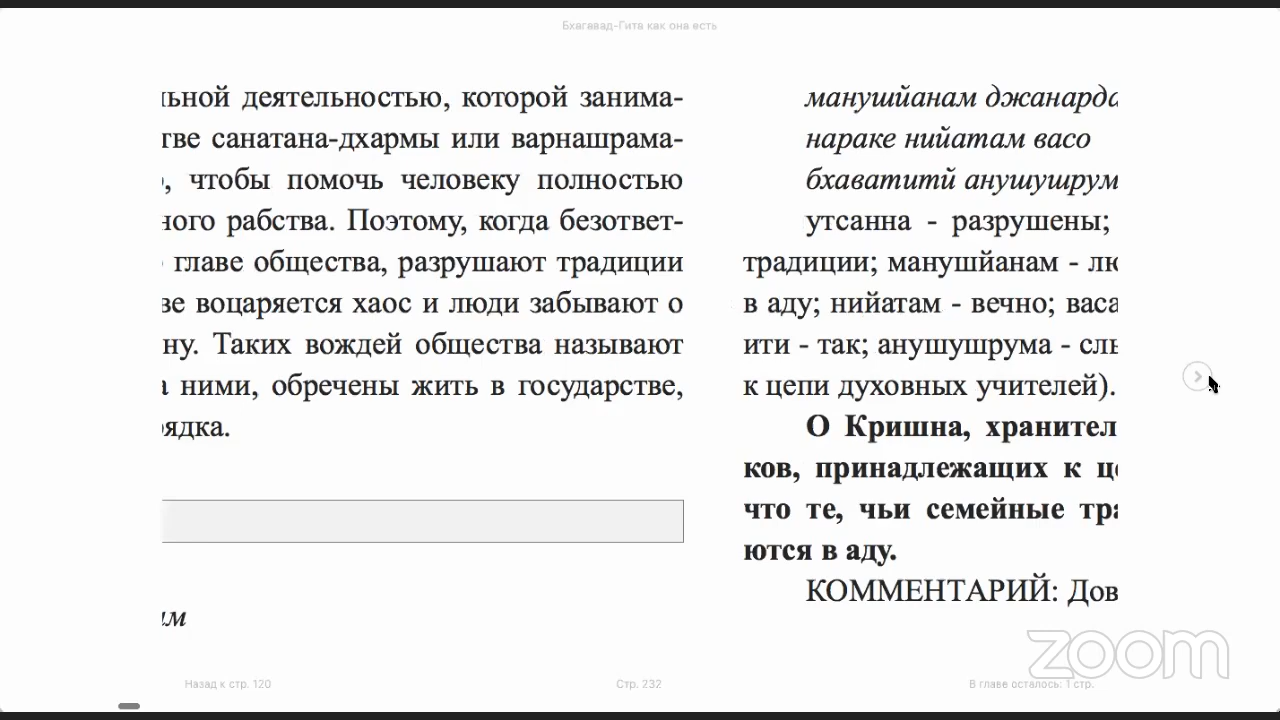 Бхагавад-Гита как она есть
льной деятельностью, которой занима-
тве санатана-дхармы или варнашрама-
, чтобы помочь человеку полностью
ного рабства. Поэтому, когда безответ-
главе общества, разрушают традиции
ве воцаряется хаос и люди забывают о
ну. Таких вождей общества называют
ними, обречены жить в государстве,
рядка.
им
манушйанам джанарда
нараке нийатам васо
бхаватитй анушушрум
утсанна - разрушены;
традиции; манушйанам - лю
в аду; нийатам - вечно; васа
ити - так; анушушрума - слы
к цепи духовных учителей).
О Кришна, хранител
ков, принадлежащих к це
что те, чьи семейные тра
ются в аду.
КОММЕНТАРИЙ: Дов
zoom
Назад к стр. 120
Стр. 232
В главе осталось: 1 стр.